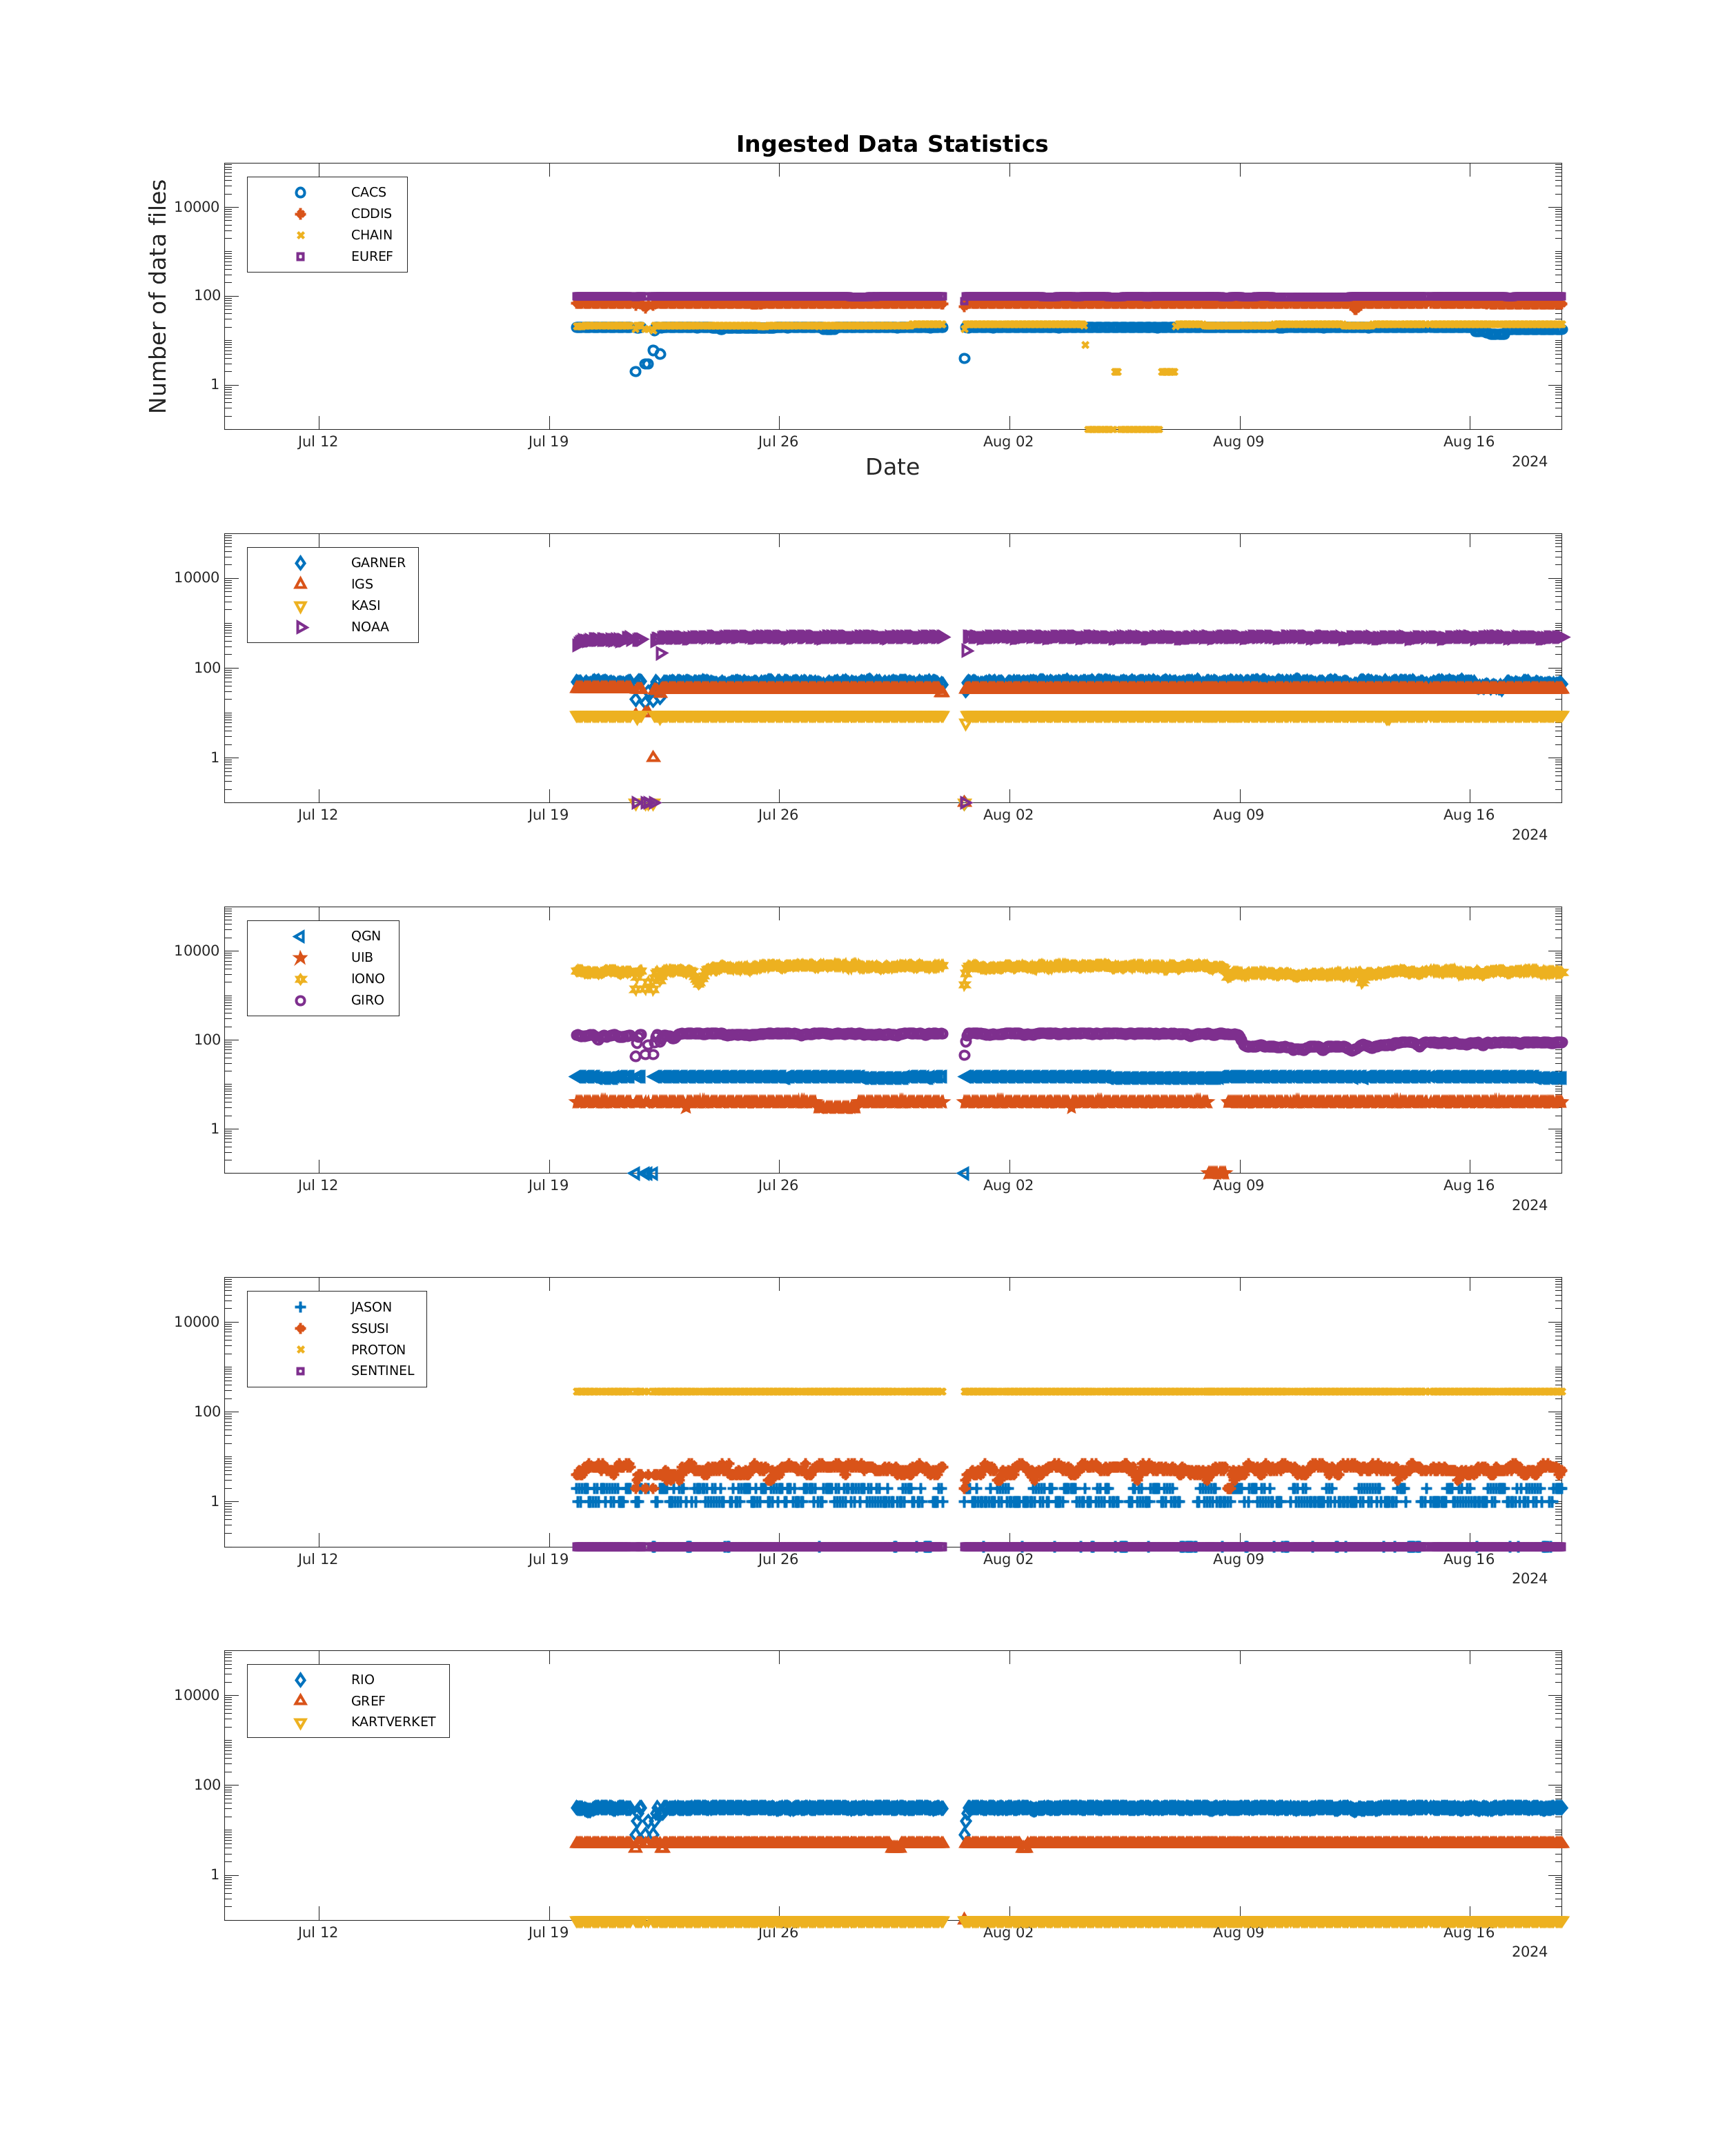 Ingested Data Statistics
Number of data files
10000
100
1
CACS
CDDIS
CHAIN
EUREF
Jul 12 Jul 19 Jul 26 Aug 02 Aug 09 Aug 16
2024
Date
10000
100
1
GARNER
IGS
KASI
NOAA
Jul 12 Jul 19 Jul 26 Aug 02 Aug 09 Aug 16
2024
10000
100
1
QGN
UIB
IONO
GIRO
Jul 12 Jul 19 Jul 26 Aug 02 Aug 09 Aug 16
2024
10000
100
1
JASON
SSUSI
PROTON
SENTINEL
Jul 12 Jul 19 Jul 26 Aug 02 Aug 09 Aug 16
2024
10000
100
1
RIO
GREF
KARTVERKET
Jul 12 Jul 19 Jul 26 Aug 02 Aug 09 Aug 16
2024